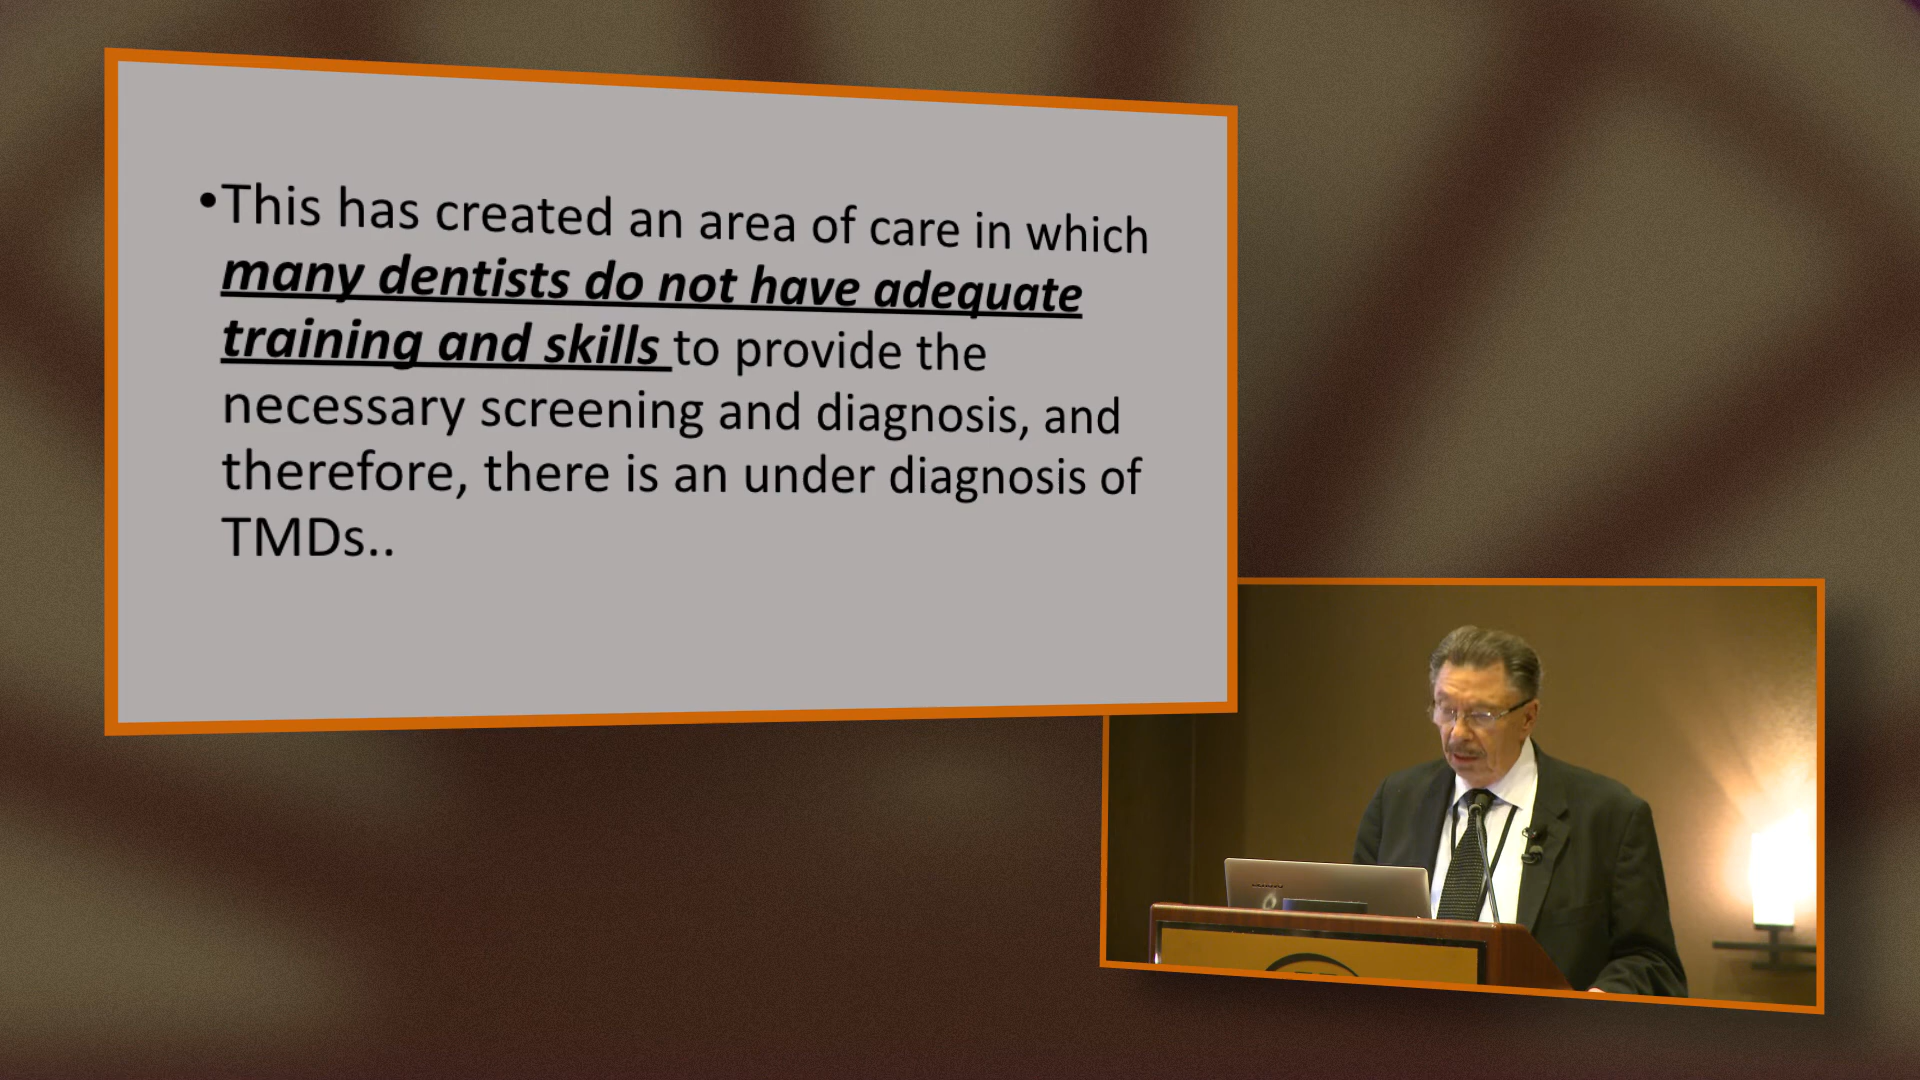 •This has created an area of care in which
many dentists do not have adequate
training and skills to provide the
necessary screening and diagnosis, and
therefore, there is an under diagnosis of
TMDs..